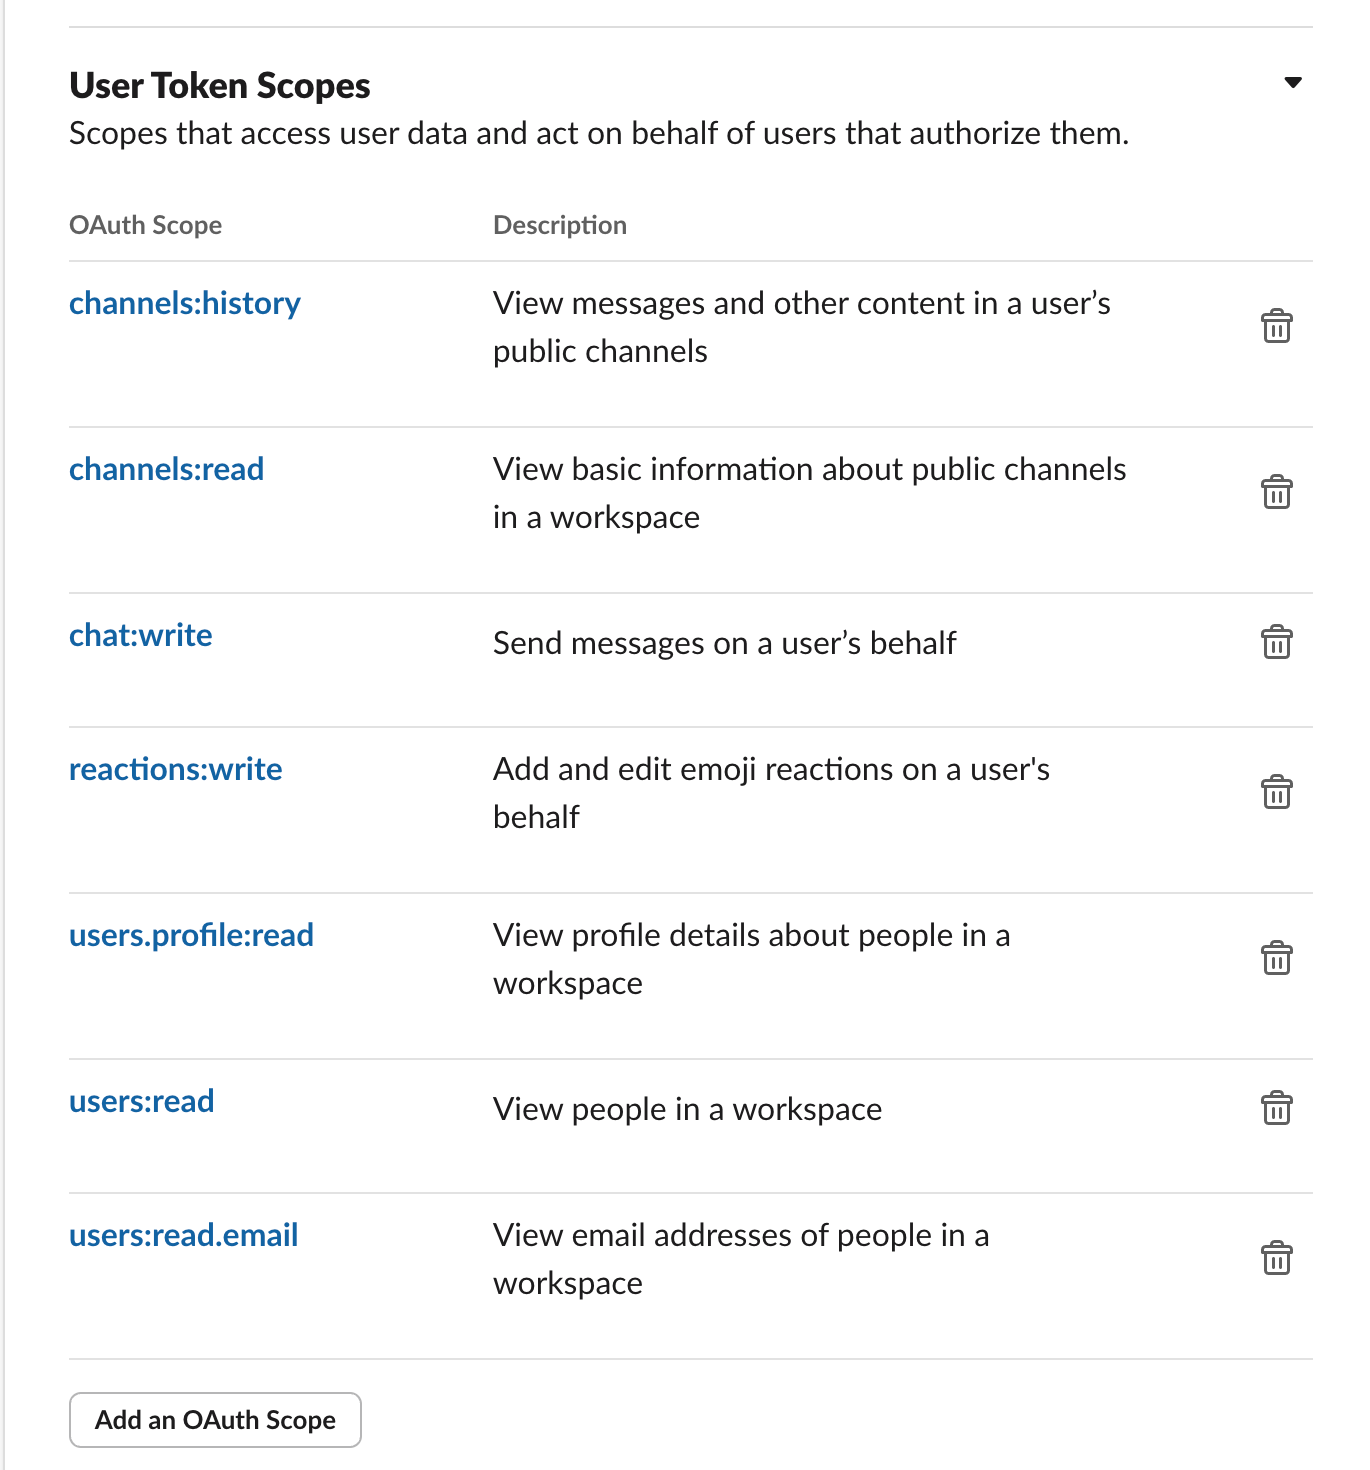 User Token Scopes
Scopes that access user data and act on behalf of users that authorize them.
OAuth Scope
Description
channels:history
View messages and other content in a user’s
public channels
channels:read
View basic information about public channels
in a workspace
chat:write
Send messages on a user’s behalf
reactions:write
Add and edit emoji reactions on a user's
behalf
users.profile:read
View profile details about people in a
workspace
users:read
View people in a workspace
users:read.email
View email addresses of people in a
workspace
Add an OAuth Scope